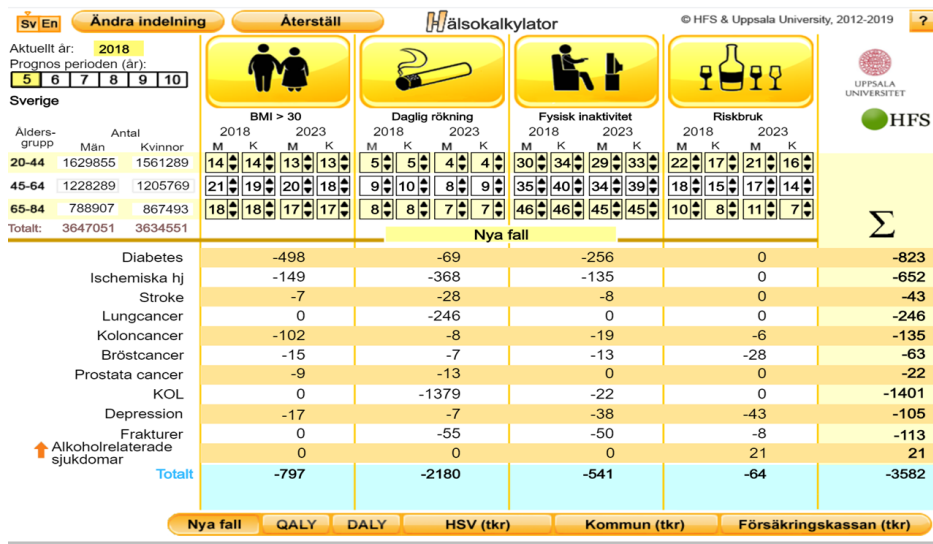 Sv En Ändra indelning Återställ Hälsokalkylator © HFS & Uppsala University, 2012-2019 ?
Aktuellt år: 2018
Prognos perioden (år):
5 6 7 8 9 10
Sverige
UPPSALA
UNIVERSITET
HFS
BMI > 30 Daglig rökning Fysisk inaktivitet Riskbruk
Ålders- Antal 2018 2023 2018 2023 2018 2023 2018 2023
grupp Män Kvinnor M K M K M K M K M K M K M K M K
20-44 1629855 1561289 14 14 13 13 5 5 4 4 30 34 29 33 22 17 21 16
45-64 1228289 1205769 21 19 20 18 9 10 8 9 35 40 34 39 18 15 17 14
65-84 788907 867493 18 18 17 17 8 8 7 7 46 46 45 45 10 8 11 7
Totalt: 3647051 3634551 Σ
Nya fall
Diabetes -498 -69 -256 0 -823
Ischemiska hj -149 -368 -135 0 -652
Stroke -7 -28 -8 0 -43
Lungcancer 0 -246 0 0 -246
Koloncancer -102 -8 -19 -6 -135
Bröstcancer -15 -7 -13 -28 -63
Prostata cancer -9 -13 0 0 -22
KOL 0 -1379 -22 0 -1401
Depression -17 -7 -38 -43 -105
Frakturer 0 -55 -50 -8 -113
Alkoholrelaterade
sjukdomar 0 0 0 21 21
Totalt -797 -2180 -541 -64 -3582
Nya fall QALY DALY HSV (tkr) Kommun (tkr) Försäkringskassan (tkr)